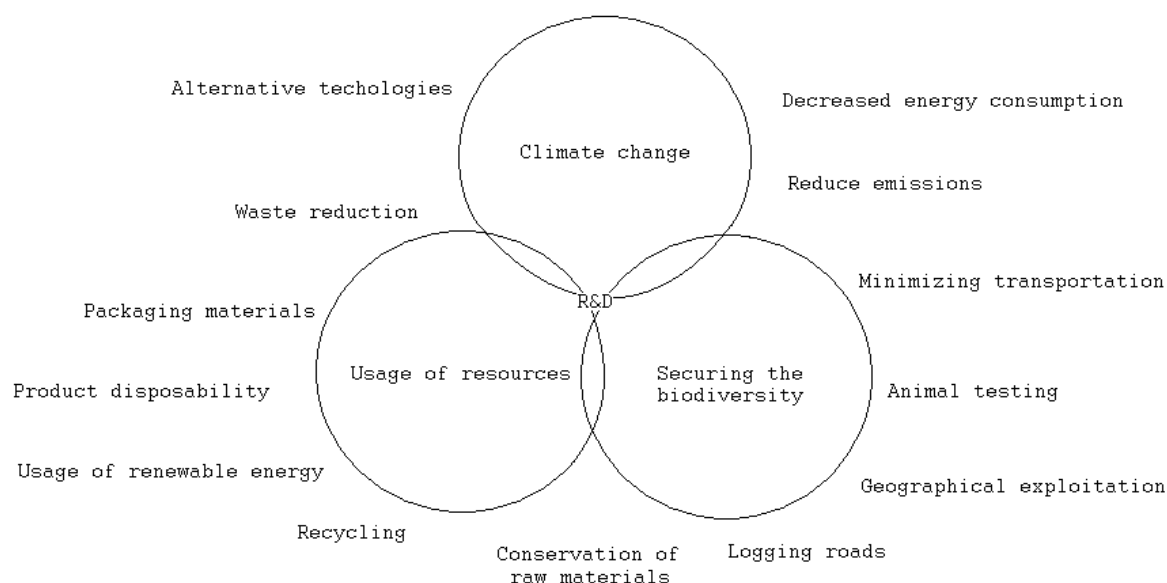 Alternative techologies
Decreased energy consumption
Climate change
Reduce emissions
Waste reduction
Minimizing transportation
R&D
Packaging materials
Usage of resources
Securing the
biodiversity
Product disposability
Animal testing
Usage of renewable energy
Geographical exploitation
Recycling
Conservation of
raw materials
Logging roads